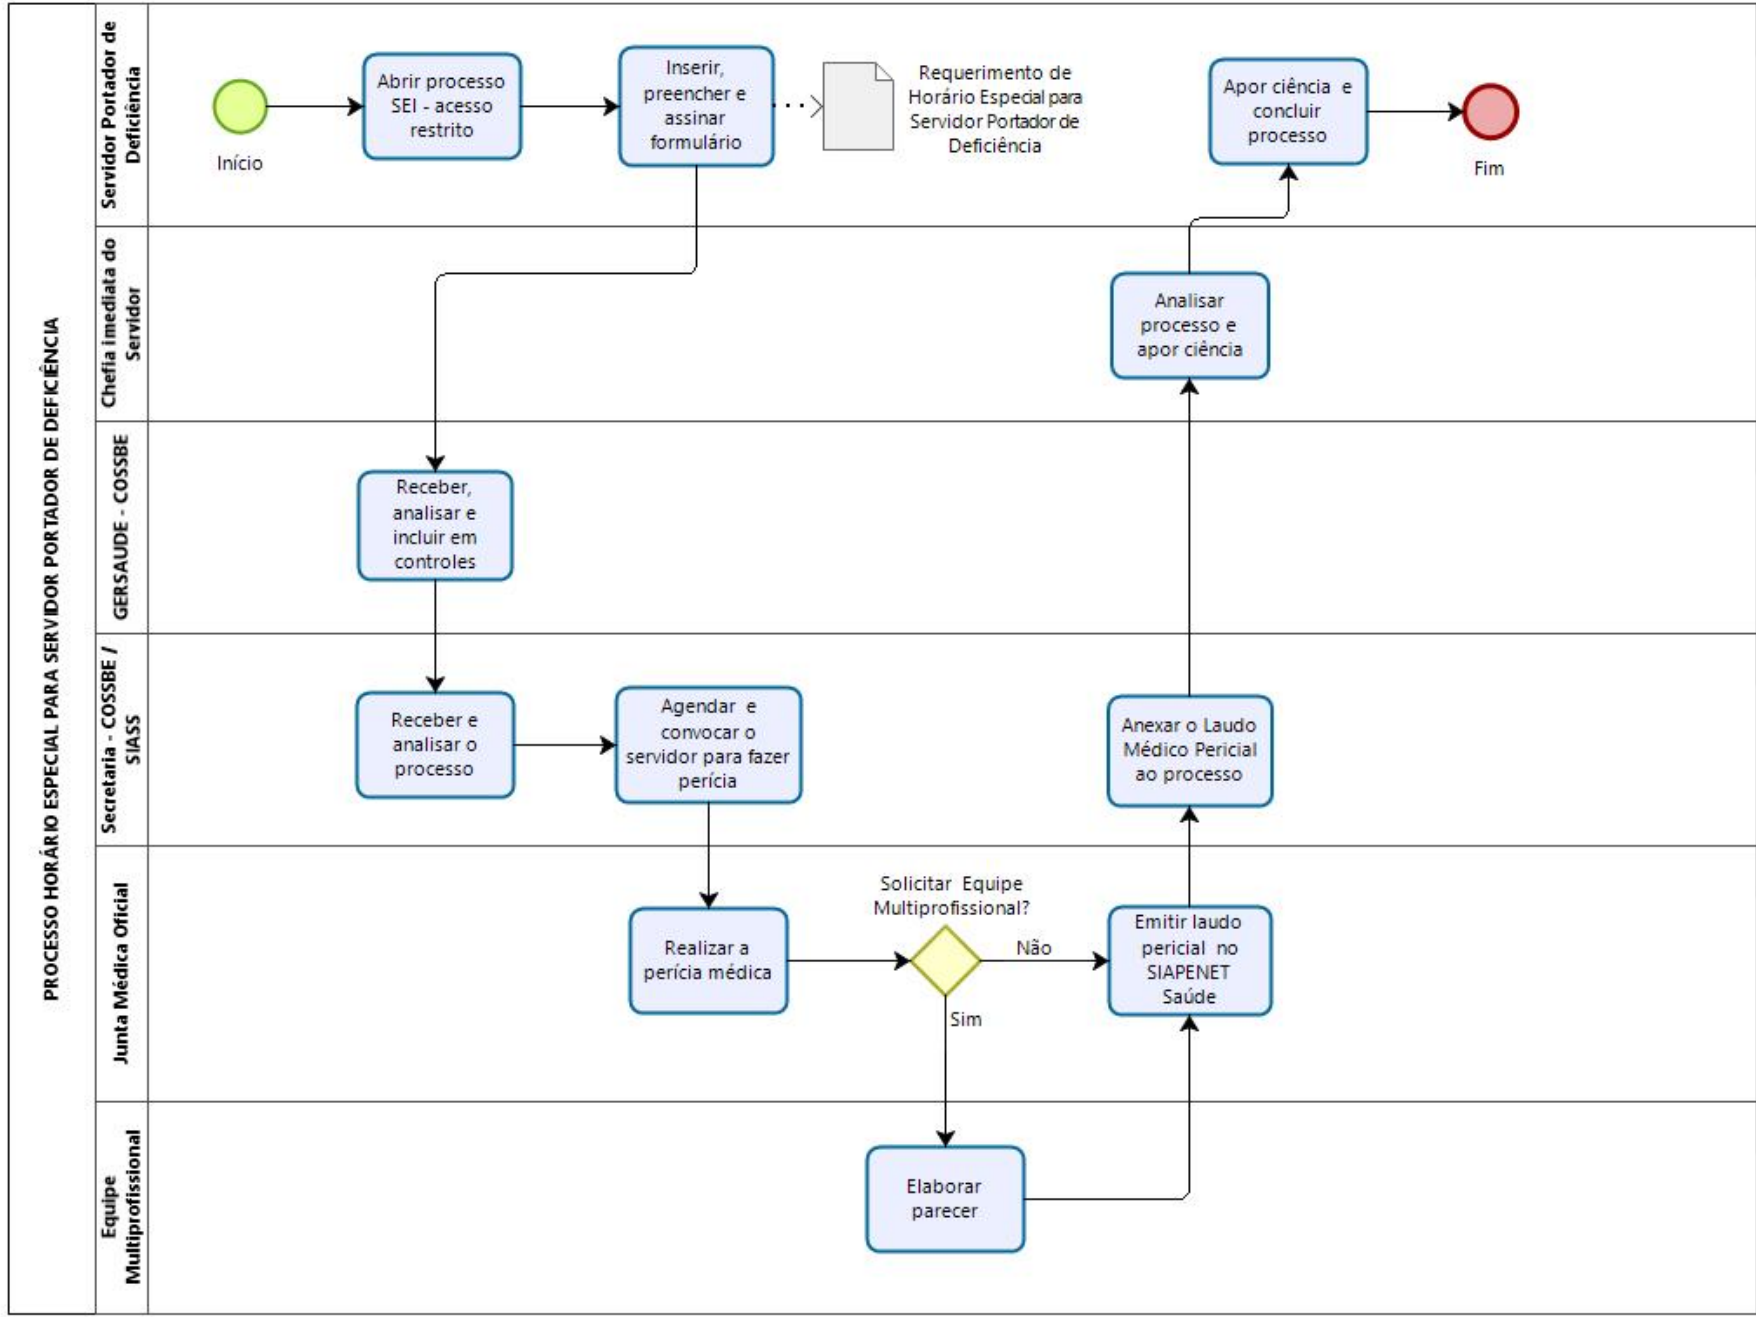 PROCESSO HORÁRIO ESPECIAL PARA SERVIDOR PORTADOR DE DEFICIÊNCIA
Servidor Portador de
Deficiência
Início
Abrir processo
SEI - acesso
restrito
Inserir,
preencher e
assinar
formulário
Requerimento de
Horário Especial para
Servidor Portador de
Deficiência
Apor ciência e
concluir
processo
Fim
Chefia imediata do
Servidor
Analisar
processo e
apor ciência
GERSAUDE - COSSBE
Receber,
analisar e
incluir em
controles
Secretaria - COSSBE /
SIASS
Receber e
analisar o
processo
Agendar e
convocar o
servidor para fazer
perícia
Anexar o Laudo
Médico Pericial
ao processo
Junta Médica Oficial
Realizar a
perícia médica
Solicitar Equipe
Multiprofissional?
Não
Sim
Emitir laudo
pericial no
SIAPENET
Saúde
Equipe
Multiprofissional
Elaborar
parecer